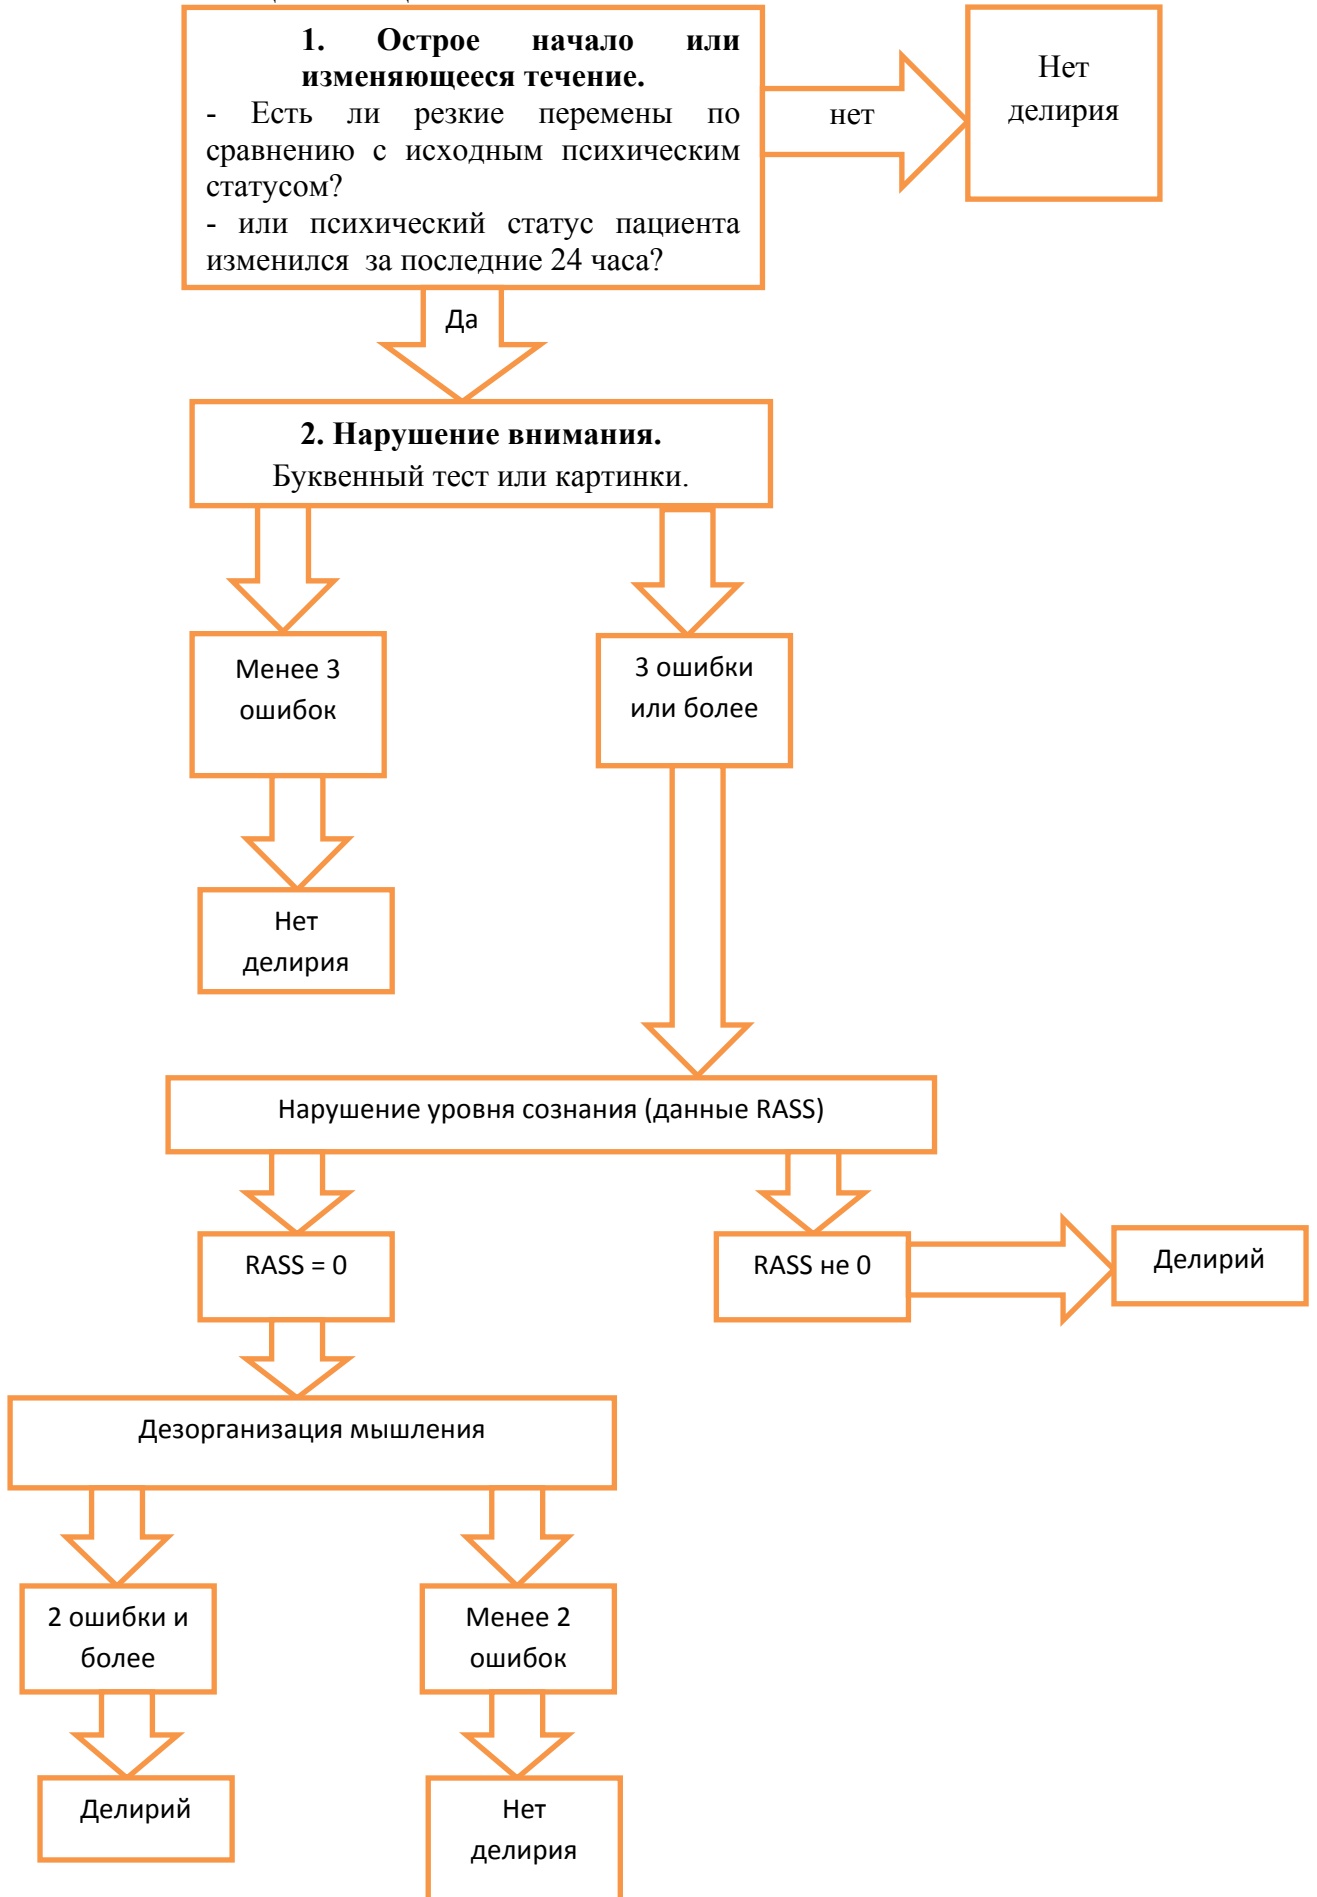 1. Острое начало или
изменяющееся течение.
- Есть ли резкие перемены по
сравнению с исходным психическим
статусом?
- или психический статус пациента
изменился за последние 24 часа?
нет
Нет
делирия
Да
2. Нарушение внимания.
Буквенный тест или картинки.
Менее 3
ошибок
3 ошибки
или более
Нет
делирия
Нарушение уровня сознания (данные RASS)
RASS = 0
RASS не 0
Делирий
Дезорганизация мышления
2 ошибки и
более
Менее 2
ошибок
Делирий
Нет
делирия